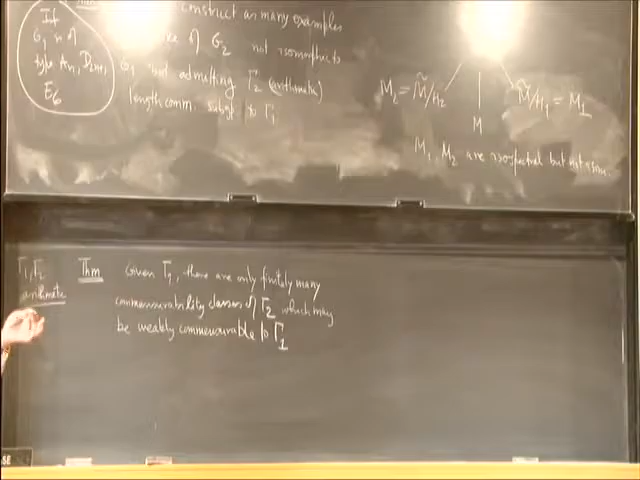 If
G₁ is of
type Aₙ, D₂ₙ₊₁
E₆
construct as many examples
of G₂ not isomorphic to
G₁ and admitting Γ₂ (arithmetic)
length comm. to Γ₁
M₂ = M̃/h₂
M
M̃/h₁ = M₁
M₁, M₂ are isospectral but not isom.
Γ₁, Γ₂
arithmetic
Thm
Given Γ₁, there are only finitely many
commensurability classes of Γ₂ which may
be weakly commensurable to Γ₁